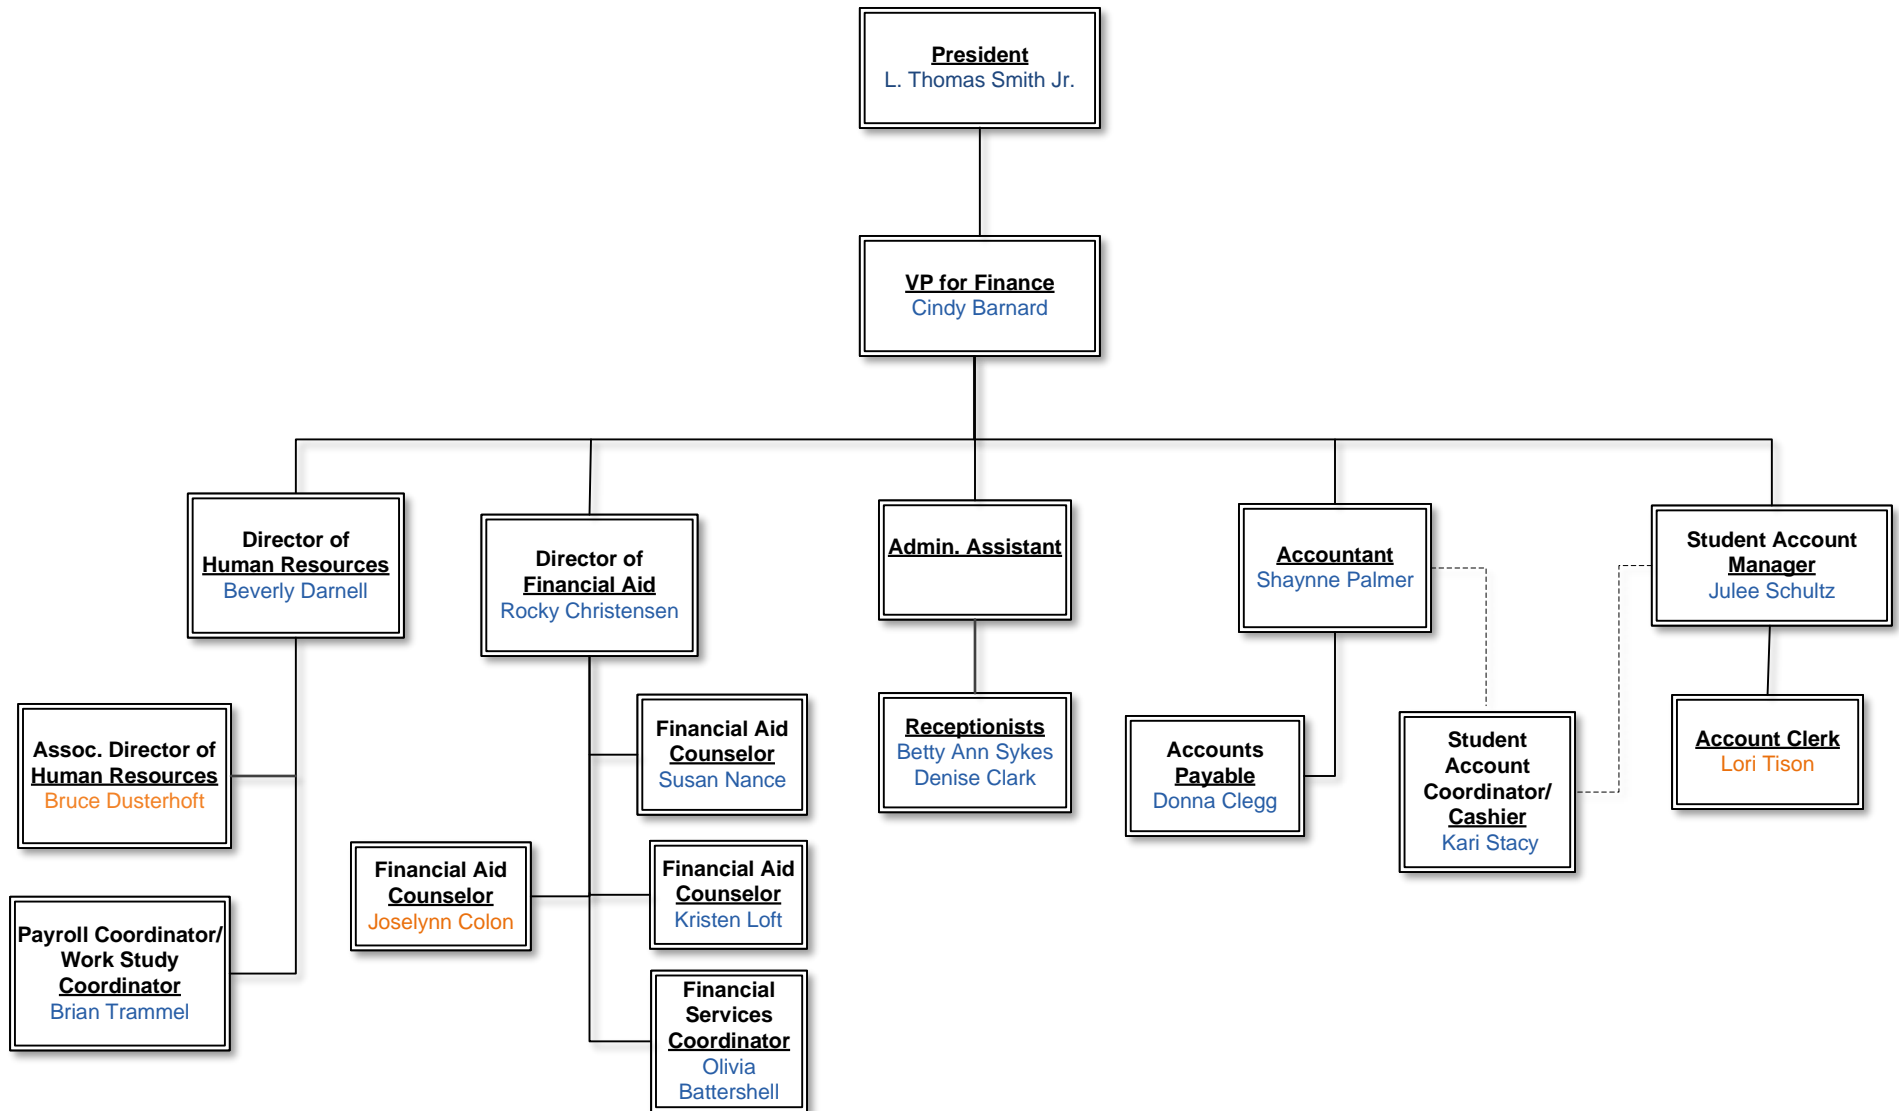 President
L. Thomas Smith Jr.
VP for Finance
Cindy Barnard
Director of
Human Resources
Beverly Darnell
Director of
Financial Aid
Rocky Christensen
Admin. Assistant
Accountant
Shaynne Palmer
Student Account
Manager
Julee Schultz
Assoc. Director of
Human Resources
Bruce Dusterhoft
Financial Aid
Counselor
Susan Nance
Receptionists
Betty Ann Sykes
Denise Clark
Accounts
Payable
Donna Clegg
Student
Account
Coordinator/
Cashier
Kari Stacy
Account Clerk
Lori Tison
Financial Aid
Counselor
Joselynn Colon
Financial Aid
Counselor
Kristen Loft
Payroll Coordinator/
Work Study
Coordinator
Brian Trammel
Financial
Services
Coordinator
Olivia
Battershell